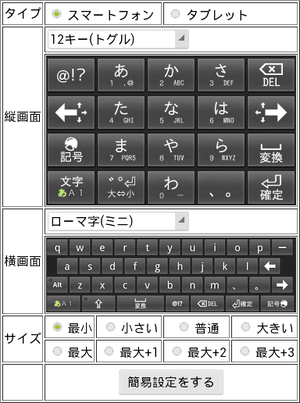 タイプ スマートフォン タブレット
縦画面
12キー(トグル)
@!? あ 1 .@ か 2 ABC さ 3 DEF DEL
た 4 GHI な 5 JKL は 6 MNO
記号 ま 7 PQRS や 8 TUV ら 9 WXYZ 変換
文字 あA1 ゛゜ 大⇔小 わ 0 ー 、。 確定
横画面
ローマ字(ミニ)
q w e r t y u i o p ー
a s d f g h j k l
Alt z x c v b n m 、 。
あA1 変換 @!? DEL 確定 記号
サイズ
最小 小さい 普通 大きい
最大 最大+1 最大+2 最大+3
簡易設定をする